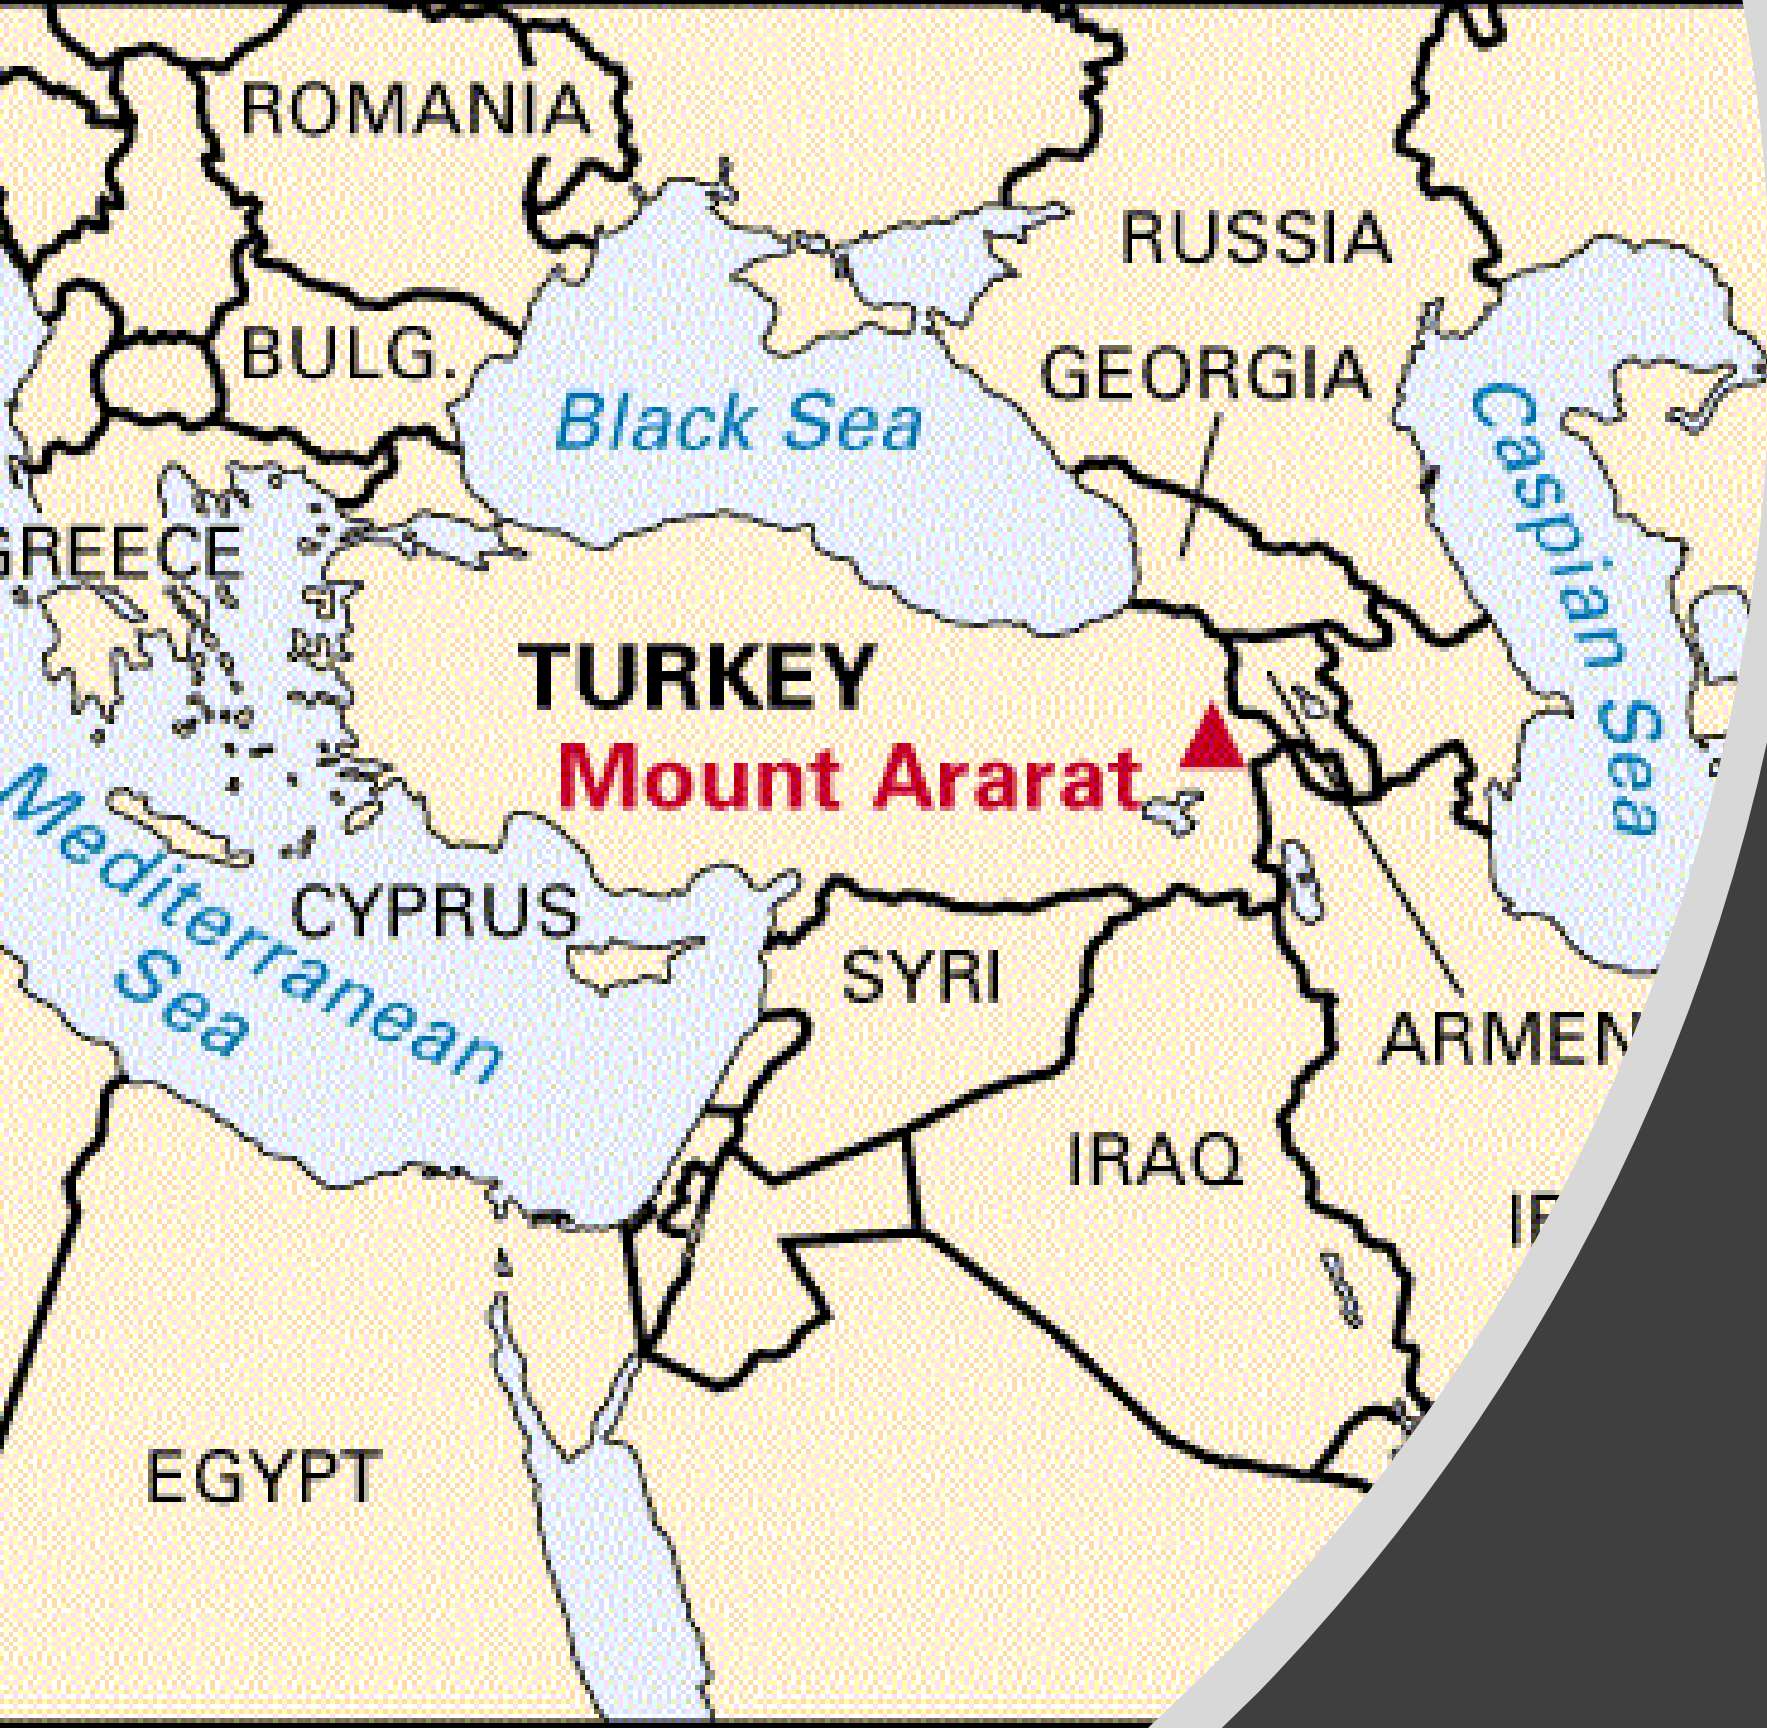 ROMANIA
RUSSIA
BULG.
GEORGIA
Black Sea
Caspian Sea
GREECE
TURKEY
Mount Ararat
Mediterranean
Sea
CYPRUS
SYRI
ARMEN
IRAQ
EGYPT